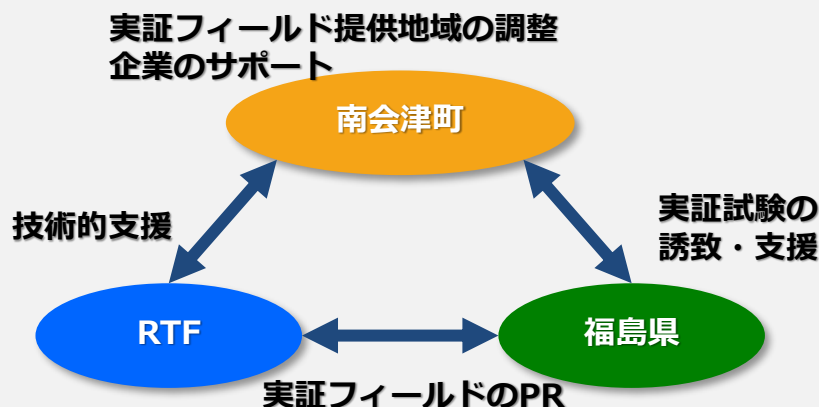 実証フィールド提供地域の調整
企業のサポート
南会津町
技術的支援
実証試験の
誘致・支援
RTF
福島県
実証フィールドのPR